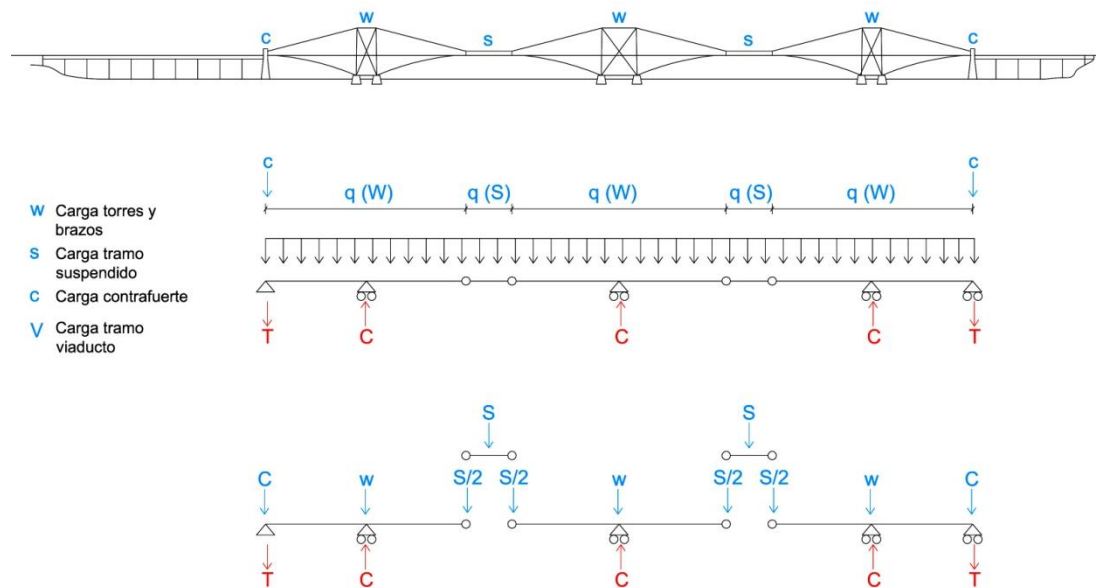 W W W
C S S C
c c
q (W) q (S) q (W) q (S) q (W)
W Carga torres y
brazos
S Carga tramo
suspendido
C Carga contrafuerte
V Carga tramo
viaducto
T C C C T
S S
C w S/2 S/2 w S/2 S/2 w C
T C C C T